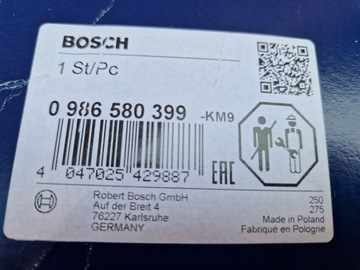 BOSCH
1 St/Pc
0 986 580 399 -KM9
4 047025 429887
EAC
Robert Bosch GmbH
Auf der Breit 4
76227 Karlsruhe
GERMANY
250
275
Made in Poland
Fabriqué en Pologne